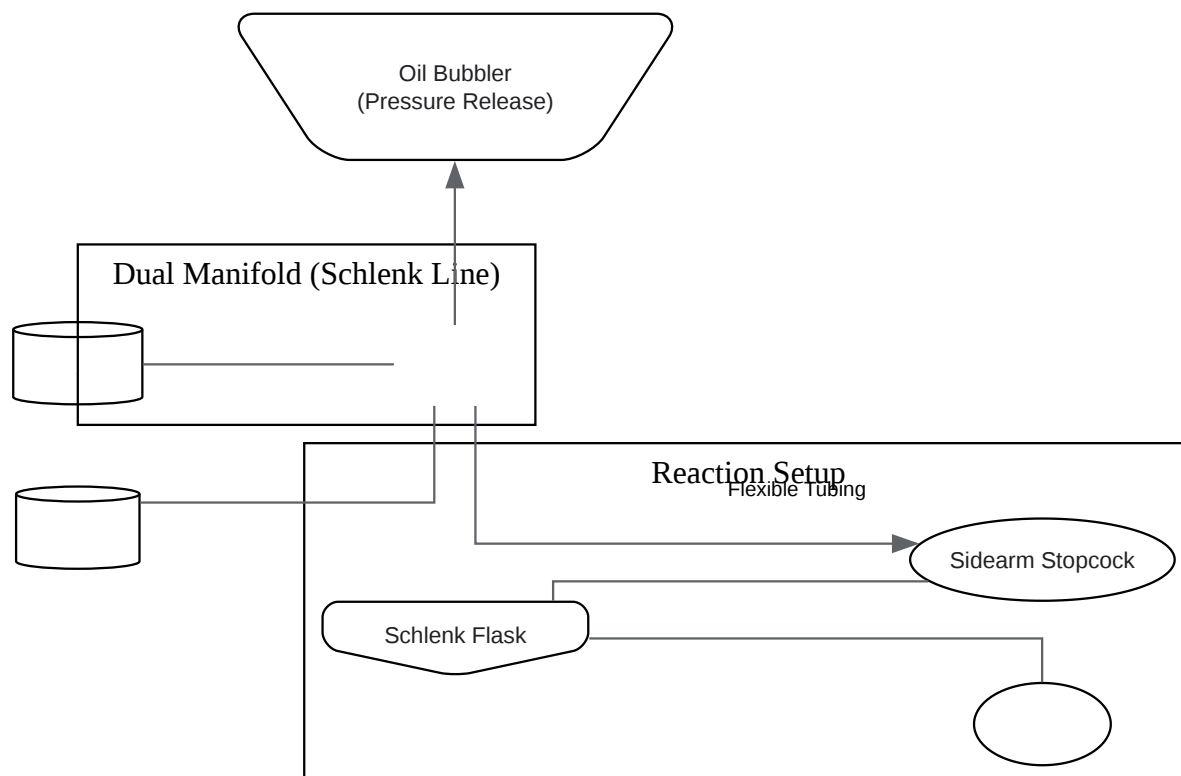 Oil Bubbler
(Pressure Release)
Dual Manifold (Schlenk Line)
Reaction Setup
Flexible Tubing
Sidearm Stopcock
Schlenk Flask